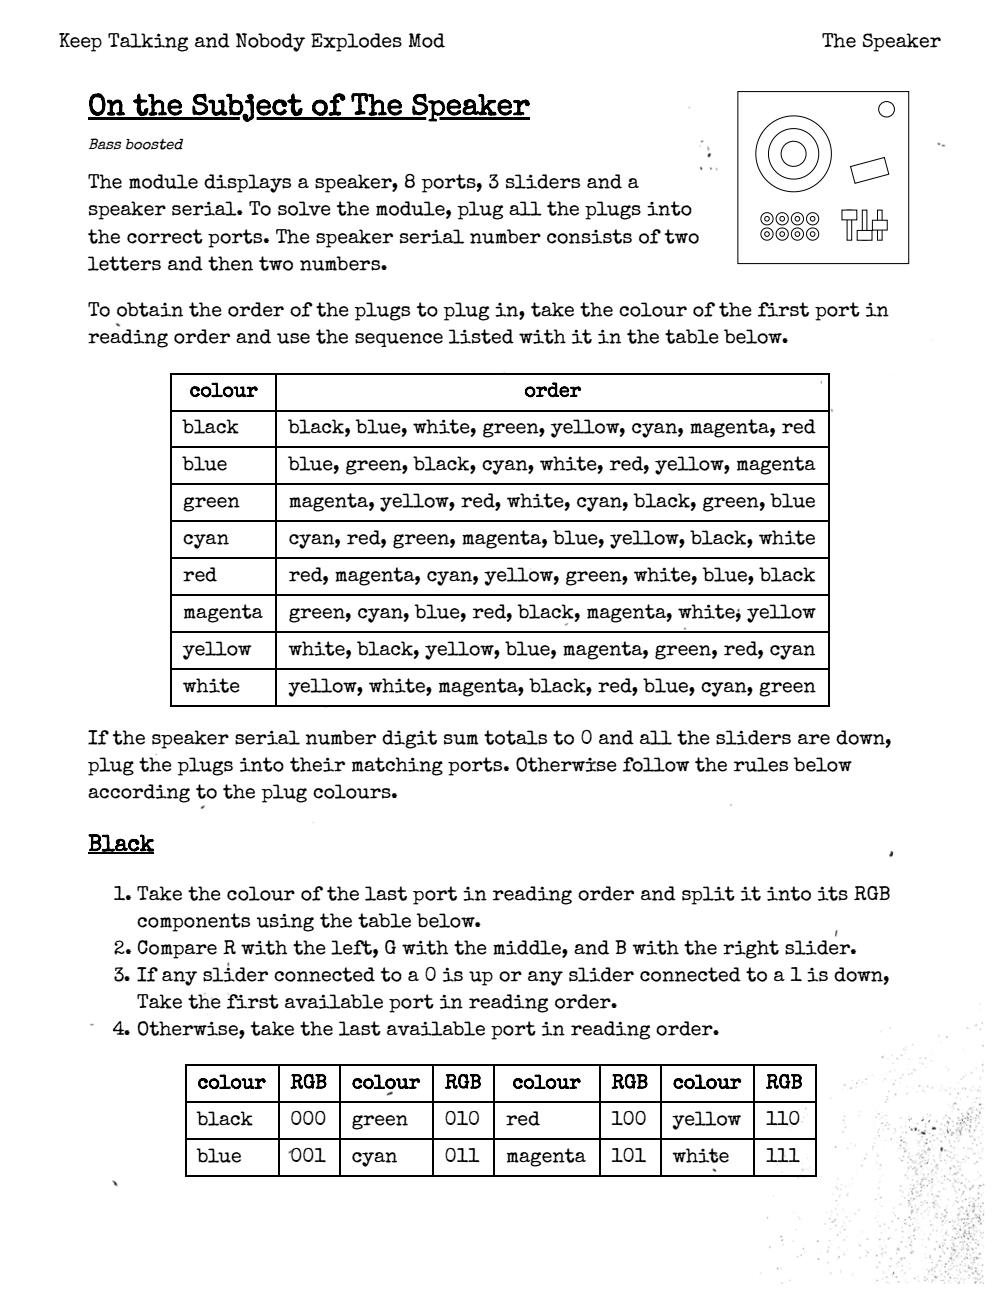 Keep Talking and Nobody Explodes Mod The Speaker
On the Subject of The Speaker
Bass boosted
The module displays a speaker, 8 ports, 3 sliders and a
speaker serial. To solve the module, plug all the plugs into
the correct ports. The speaker serial number consists of two
letters and then two numbers.
To obtain the order of the plugs to plug in, take the colour of the first port in
reading order and use the sequence listed with it in the table below.
colour order
black black, blue, white, green, yellow, cyan, magenta, red
blue blue, green, black, cyan, white, red, yellow, magenta
green magenta, yellow, red, white, cyan, black, green, blue
cyan cyan, red, green, magenta, blue, yellow, black, white
red red, magenta, cyan, yellow, green, white, blue, black
magenta green, cyan, blue, red, black, magenta, white, yellow
yellow white, black, yellow, blue, magenta, green, red, cyan
white yellow, white, magenta, black, red, blue, cyan, green
If the speaker serial number digit sum totals to 0 and all the sliders are down,
plug the plugs into their matching ports. Otherwise follow the rules below
according to the plug colours.
Black
1. Take the colour of the last port in reading order and split it into its RGB
components using the table below.
2. Compare R with the left, G with the middle, and B with the right slider.
3. If any slider connected to a 0 is up or any slider connected to a 1 is down,
Take the first available port in reading order.
4. Otherwise, take the last available port in reading order.
colour RGB colour RGB colour RGB colour RGB
black 000 green 010 red 100 yellow 110
blue 001 cyan 011 magenta 101 white 111